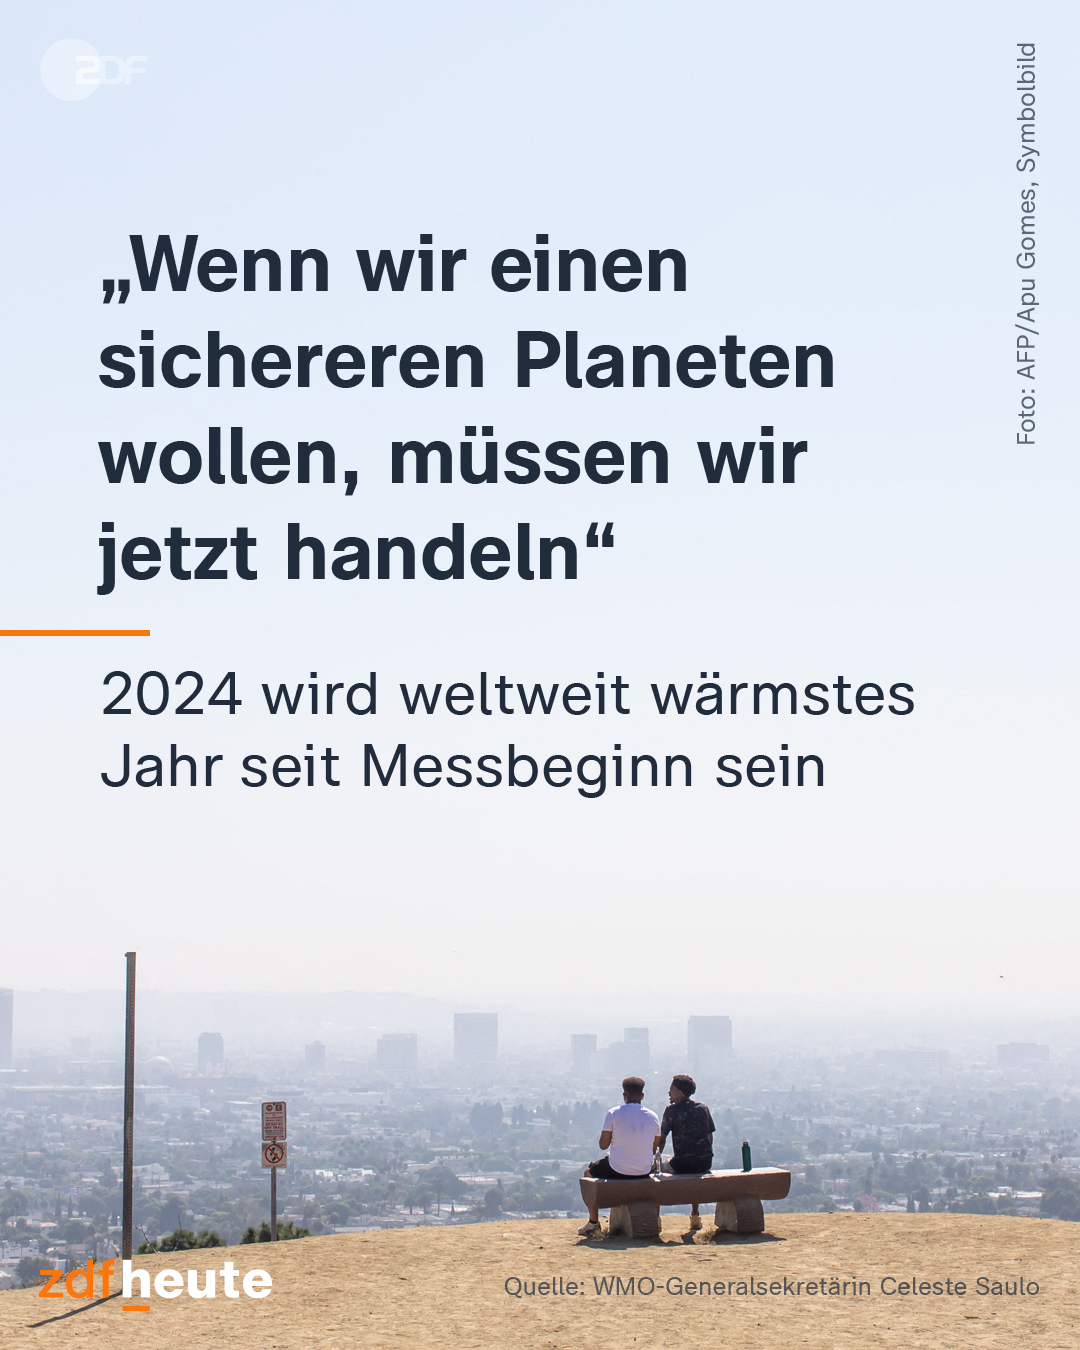 ZDF
Foto: AFP/Apu Gomes, Symbolbild
„Wenn wir einen
sichereren Planeten
wollen, müssen wir
jetzt handeln“
2024 wird weltweit wärmstes
Jahr seit Messbeginn sein
zdfheute
Quelle: WMO-Generalsekretärin Celeste Saulo